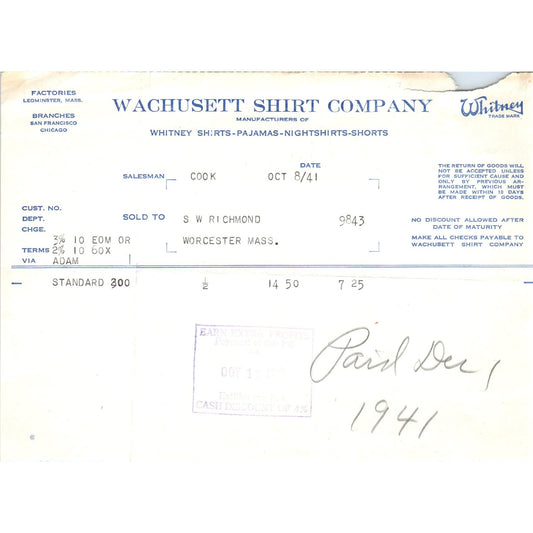 FACTORIES
LEOMINSTER, MASS.
BRANCHES
SAN FRANCISCO
CHICAGO
WACHUSETT SHIRT COMPANY
MANUFACTURERS OF
WHITNEY SHIRTS-PAJAMAS-NIGHTSHIRTS-SHORTS
Whitney
TRADE MARK
DATE
SALESMAN COOK OCT 8/41
THE RETURN OF GOODS WILL
NOT BE ACCEPTED UNLESS
FOR SUFFICIENT CAUSE AND
ONLY BY PREVIOUS AR-
RANGEMENT, WHICH MUST
BE MADE WITHIN 10 DAYS
AFTER RECEIPT OF GOODS.
CUST. NO.
DEPT.
CHGE.
SOLD TO S W RICHMOND 9843
WORCESTER MASS.
NO DISCOUNT ALLOWED AFTER
DATE OF MATURITY
MAKE ALL CHECKS PAYABLE TO
WACHUSETT SHIRT COMPANY
3% 10 EOM OR
TERMS 2% 10 60X
VIA ADAM
STANDARD 300 ½ 14 50 7 25
EARN EXTRA PROFITS
OCT 1
CASH DISCOUNT OF 4%
Paid Dec 1
1941